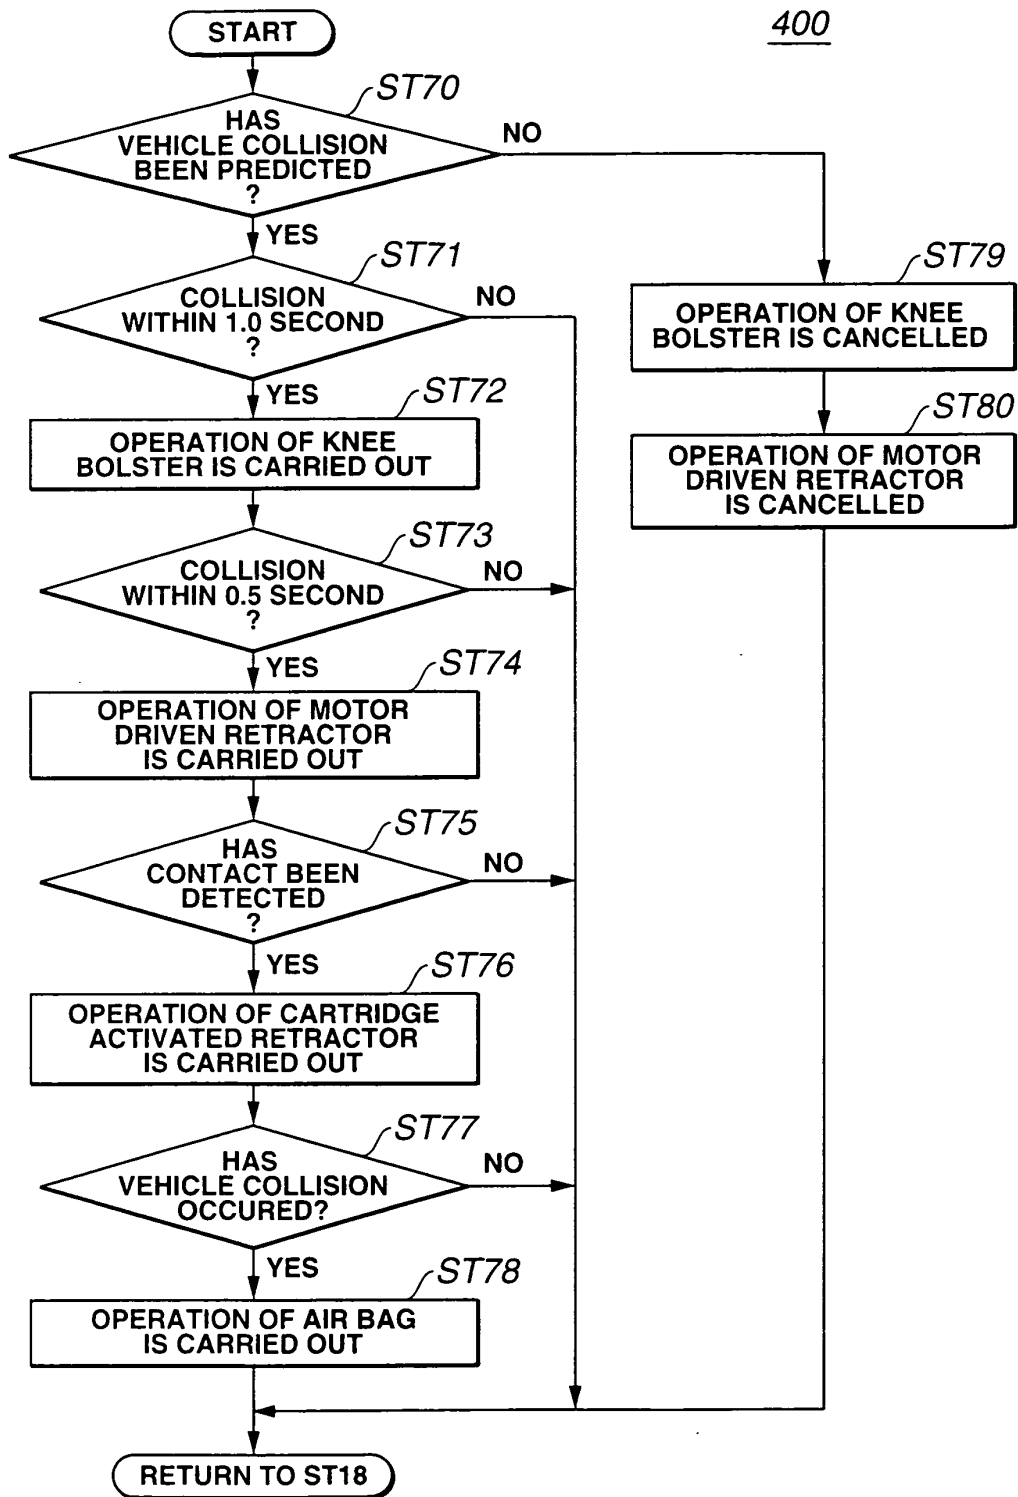 START
400
ST70
HAS
VEHICLE COLLISION
BEEN PREDICTED
?
NO
YES
ST71
COLLISION
WITHIN 1.0 SECOND
?
NO
ST79
OPERATION OF KNEE
BOLSTER IS CANCELLED
YES
ST72
OPERATION OF KNEE
BOLSTER IS CARRIED OUT
ST80
OPERATION OF MOTOR
DRIVEN RETRACTOR
IS CANCELLED
ST73
COLLISION
WITHIN 0.5 SECOND
?
NO
YES
ST74
OPERATION OF MOTOR
DRIVEN RETRACTOR
IS CARRIED OUT
ST75
HAS
CONTACT BEEN
DETECTED
?
NO
YES
ST76
OPERATION OF CARTRIDGE
ACTIVATED RETRACTOR
IS CARRIED OUT
ST77
HAS
VEHICLE COLLISION
OCCURED?
NO
YES
ST78
OPERATION OF AIR BAG
IS CARRIED OUT
RETURN TO ST18